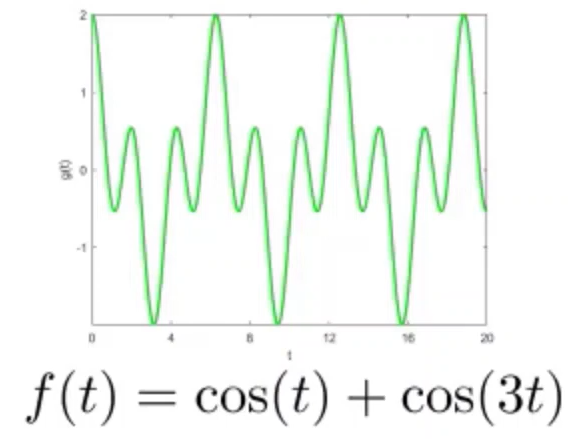 2
1
0
-1
g(t)
0 4 8 12 16 20
t
f(t) = cos(t) + cos(3t)